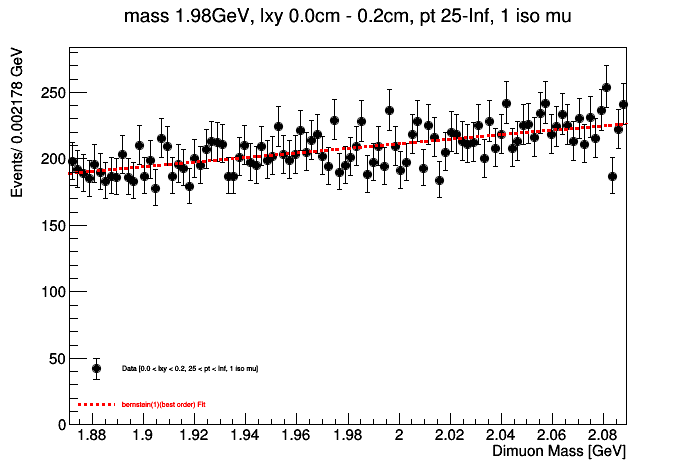 mass 1.98GeV, lxy 0.0cm - 0.2cm, pt 25-Inf, 1 iso mu
Events/ 0.002178 GeV
250
200
150
100
50
0
Data [0.0 < lxy < 0.2, 25 < pt < Inf, 1 iso mu]
bernstein(1)(best order) Fit
1.88 1.9 1.92 1.94 1.96 1.98 2 2.02 2.04 2.06 2.08
Dimuon Mass [GeV]